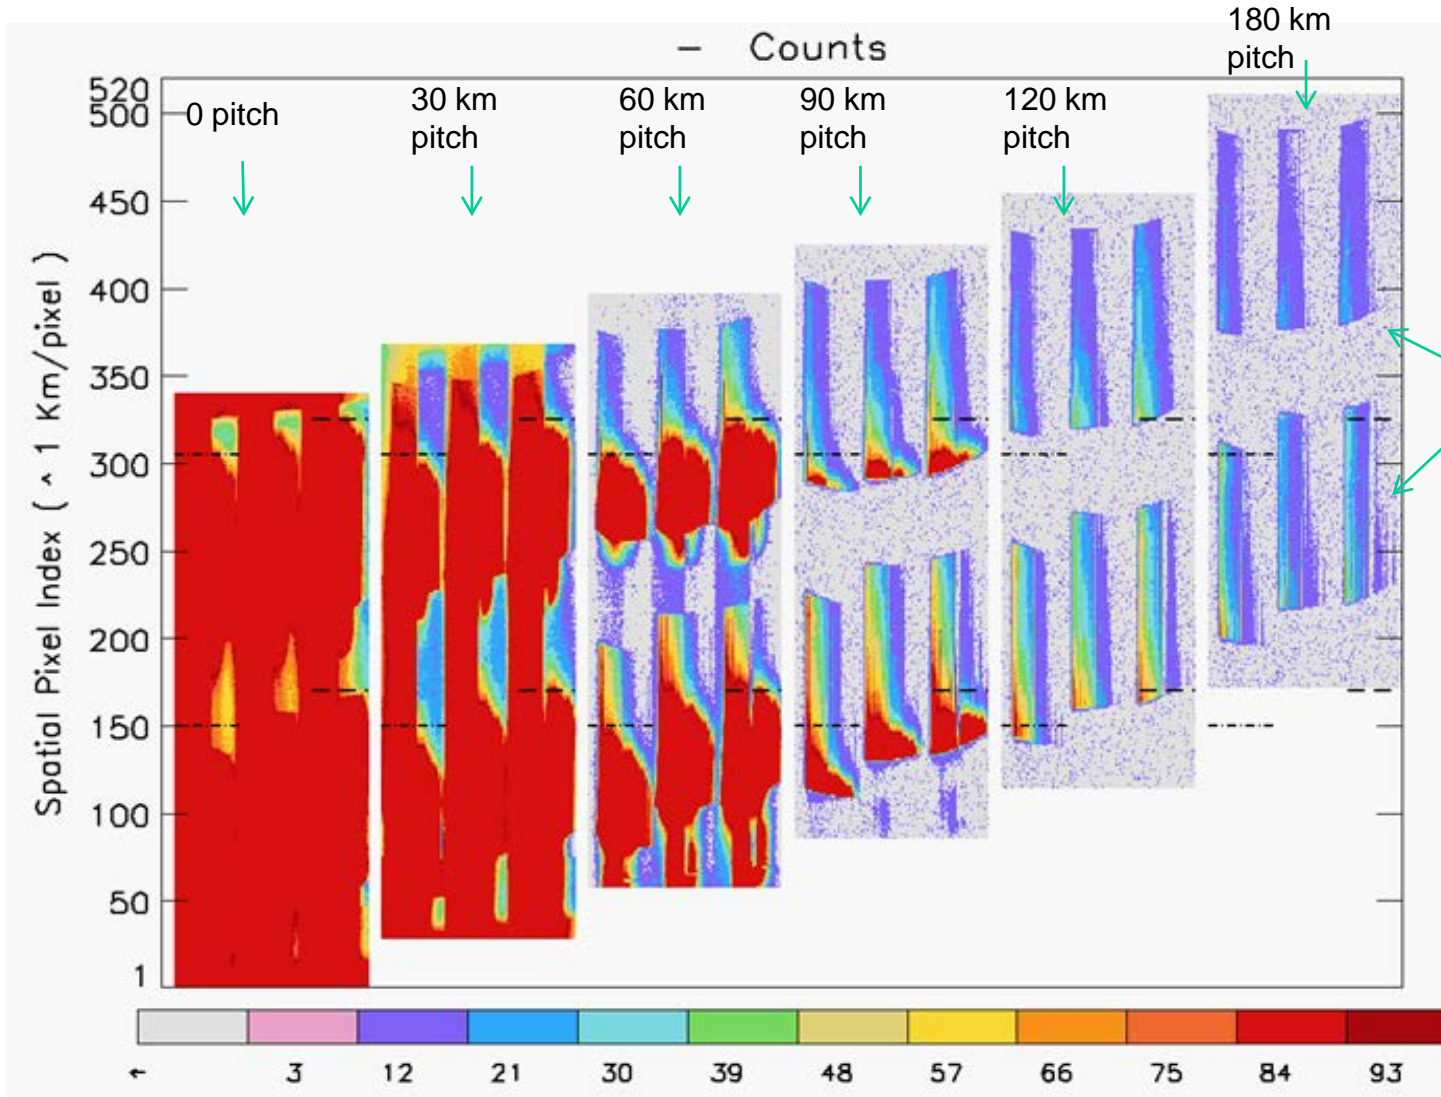 180 km
pitch
— Counts
0 pitch
30 km
pitch
60 km
pitch
90 km
pitch
120 km
pitch
520
500
450
400
350
300
250
200
150
100
50
1
Spatial Pixel Index ( ^ 1 Km/pixel )
← 3 12 21 30 39 48 57 66 75 84 93